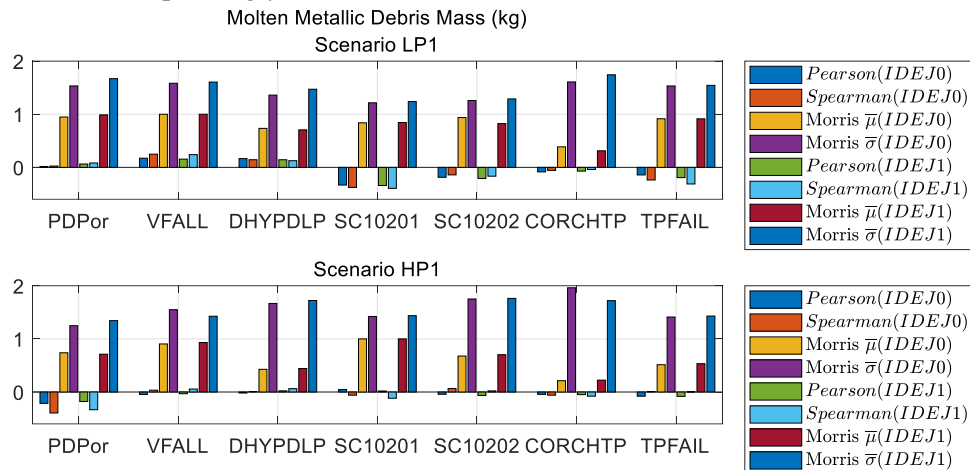 Molten Metallic Debris Mass (kg)
Scenario LP1
2
1
0
PDPor VFALL DHYPDLP SC10201 SC10202 CORCHTP TPFAIL
Pearson(IDEJ0)
Spearman(IDEJ0)
Morris μ̅(IDEJ0)
Morris σ̅(IDEJ0)
Pearson(IDEJ1)
Spearman(IDEJ1)
Morris μ̅(IDEJ1)
Morris σ̅(IDEJ1)
Scenario HP1
2
1
0
PDPor VFALL DHYPDLP SC10201 SC10202 CORCHTP TPFAIL
Pearson(IDEJ0)
Spearman(IDEJ0)
Morris μ̅(IDEJ0)
Morris σ̅(IDEJ0)
Pearson(IDEJ1)
Spearman(IDEJ1)
Morris μ̅(IDEJ1)
Morris σ̅(IDEJ1)